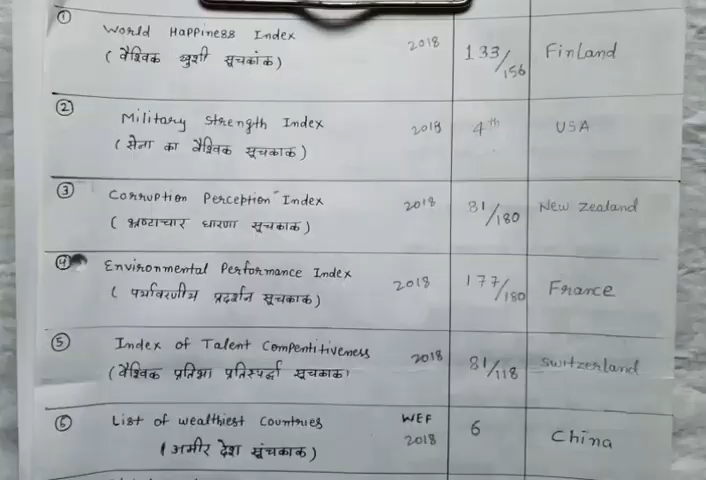 ① World Happiness Index 2018 133/156 Finland
(वैश्विक खुशी सूचकांक)
② Military Strength Index 2018 4th USA
(सेना का वैश्विक सूचकाक)
③ Corruption Perception Index 2018 81/180 New Zealand
(भ्रष्टाचार धारणा सूचकाक)
④ Environmental Performance Index 2018 177/180 France
(पर्यावरणीय प्रदर्शन सूचकाक)
⑤ Index of Talent Compentitiveness 2018 81/118 Switzerland
(वैश्विक प्रतिभा प्रतिस्पर्द्धा सूचकाक)
⑥ List of wealthiest Countries WEF 2018 6 China
(अमीर देश सूंचकाक)